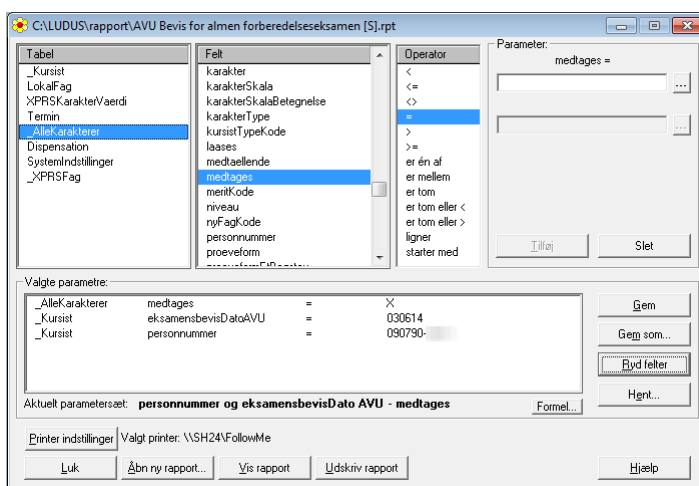 C:\LUDUS\rapport\AVU Bevis for almen forberedelseseksamen [S].rpt
Tabel
_Kursist
LokalFag
XPRSKarakterVaerdi
Termin
_AlleKarakterer
Dispensation
SystemIndstillinger
_XPRSFag
Felt
karakter
karakterSkala
karakterSkalaBetegnelse
karakterType
kursistTypeKode
laases
medtaellende
medtages
meritKode
niveau
nyFagKode
personnummer
proeveform
Operator
<
<=
<>
=
>
>=
er én af
er mellem
er tom
er tom eller <
er tom eller >
ligner
starter med
Parameter:
medtages =
...
...
Tilføj
Slet
Valgte parametre:
_AlleKarakterer medtages = X
_Kursist eksamensbevisDatoAVU = 030614
_Kursist personnummer = 090790-
Gem
Gem som...
Ryd felter
Hent...
Aktuelt parametersæt: personnummer og eksamensbevisDato AVU - medtages
Formel...
Printer indstillinger Valgt printer: \\SH24\FollowMe
Luk
Åbn ny rapport...
Vis rapport
Udskriv rapport
Hjælp